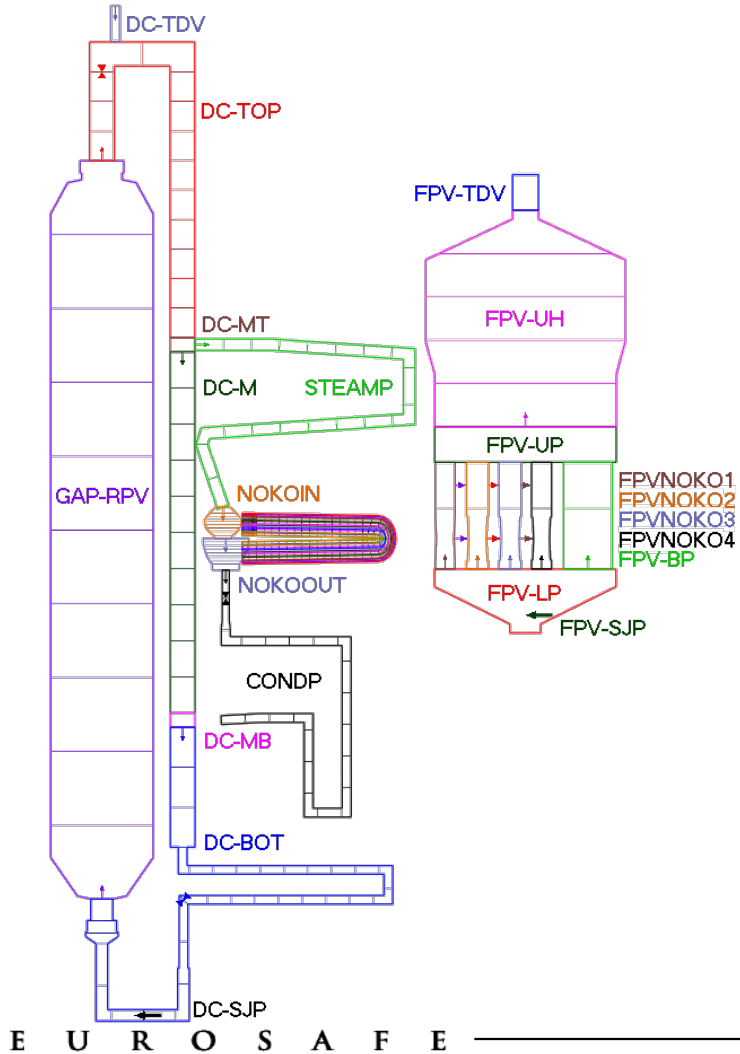 DC-TDV
DC-TOP
FPV-TDV
DC-MT
FPV-UH
DC-M
STEAMP
FPV-UP
GAP-RPV
NOKOIN
FPVNOKO1
FPVNOKO2
FPVNOKO3
FPVNOKO4
FPV-BP
NOKOOUT
FPV-LP
FPV-SJP
CONDP
DC-MB
DC-BOT
DC-SJP
E U R O S A F E